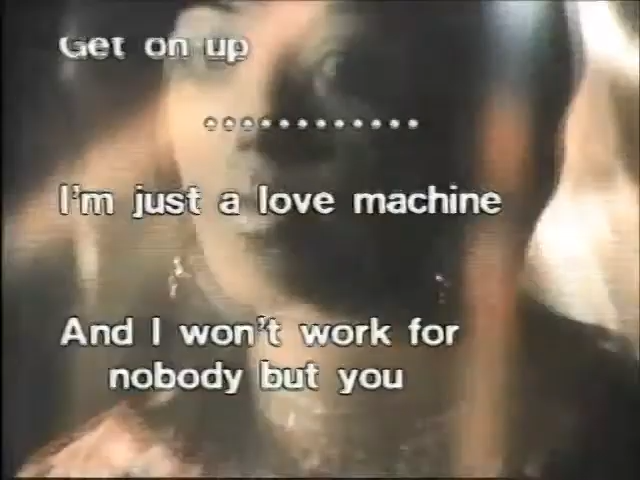 Get on up
............
I'm just a love machine
And I won't work for
nobody but you